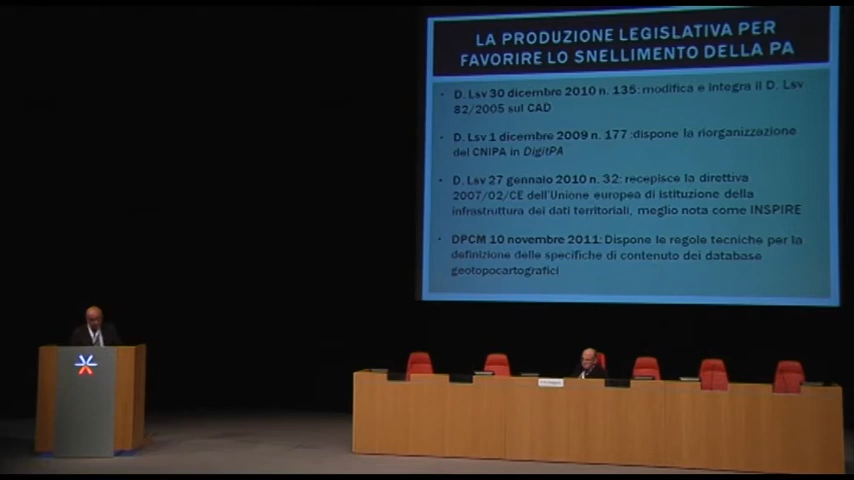 LA PRODUZIONE LEGISLATIVA PER
FAVORIRE LO SNELLIMENTO DELLA PA
• D. Lsv 30 dicembre 2010 n. 135: modifica e integra il D. Lsv
82/2005 sul CAD
• D. Lsv 1 dicembre 2009 n. 177: dispone la riorganizzazione
del CNIPA in DigitPA
• D. Lsv 27 gennaio 2010 n. 32: recepisce la direttiva
2007/02/CE dell'Unione europea di istituzione della
infrastruttura dei dati territoriali, meglio nota come INSPIRE
• DPCM 10 novembre 2011: Dispone le regole tecniche per la
definizione delle specifiche di contenuto dei database
geotopocartografici